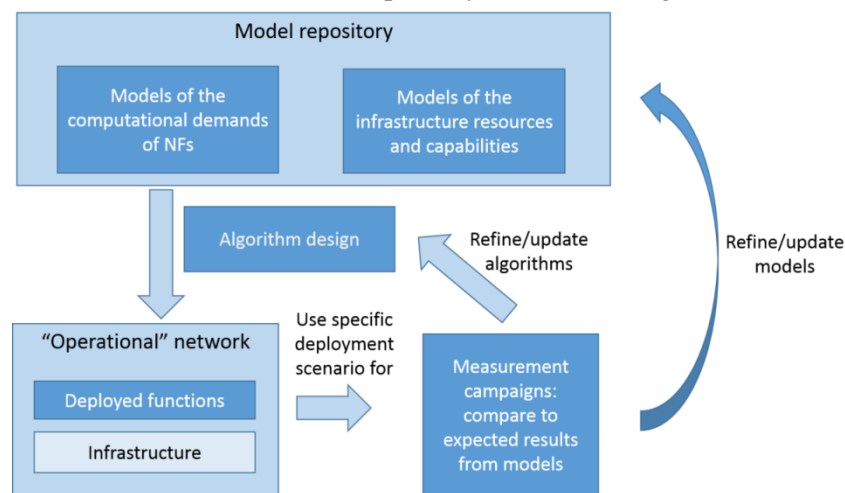 Model repository
Models of the
computational demands
of NFs
Models of the
infrastructure resources
and capabilities
Algorithm design
Refine/update
algorithms
Refine/update
models
“Operational” network
Deployed functions
Infrastructure
Use specific
deployment
scenario for
Measurement
campaigns:
compare to
expected results
from models